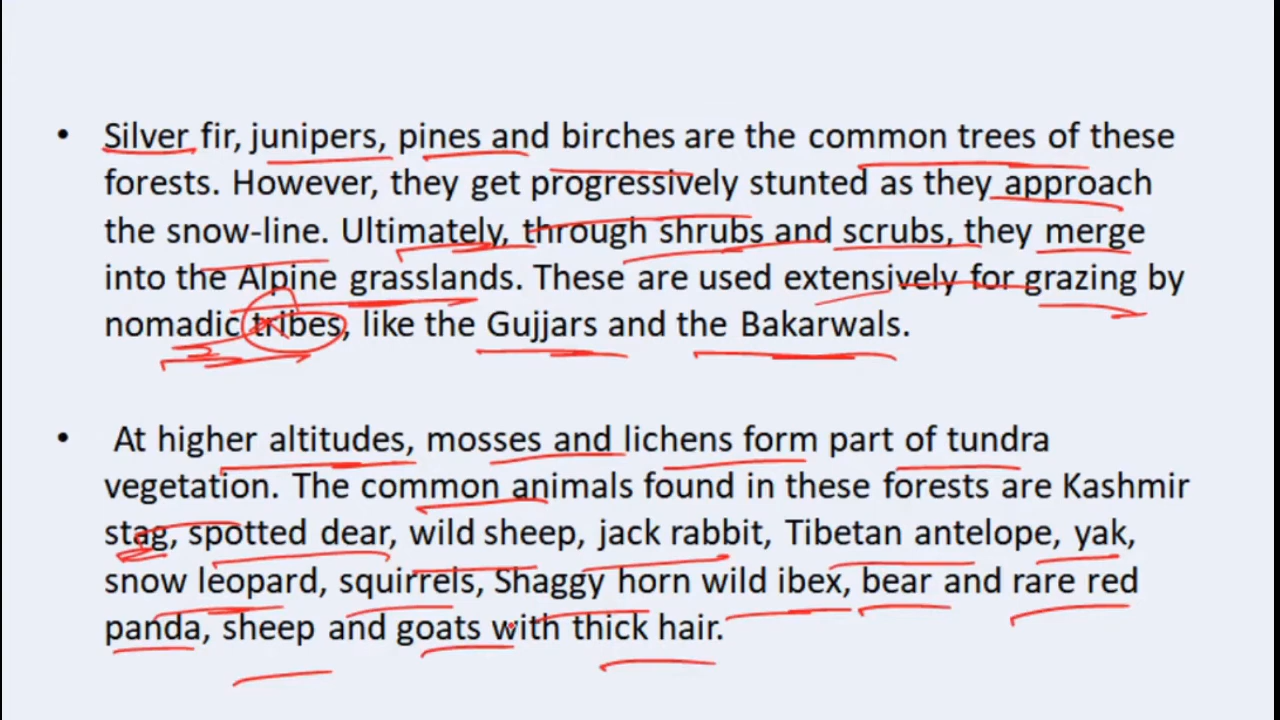 • Silver fir, junipers, pines and birches are the common trees of these
forests. However, they get progressively stunted as they approach
the snow-line. Ultimately, through shrubs and scrubs, they merge
into the Alpine grasslands. These are used extensively for grazing by
nomadic tribes, like the Gujjars and the Bakarwals.
• At higher altitudes, mosses and lichens form part of tundra
vegetation. The common animals found in these forests are Kashmir
stag, spotted dear, wild sheep, jack rabbit, Tibetan antelope, yak,
snow leopard, squirrels, Shaggy horn wild ibex, bear and rare red
panda, sheep and goats with thick hair.